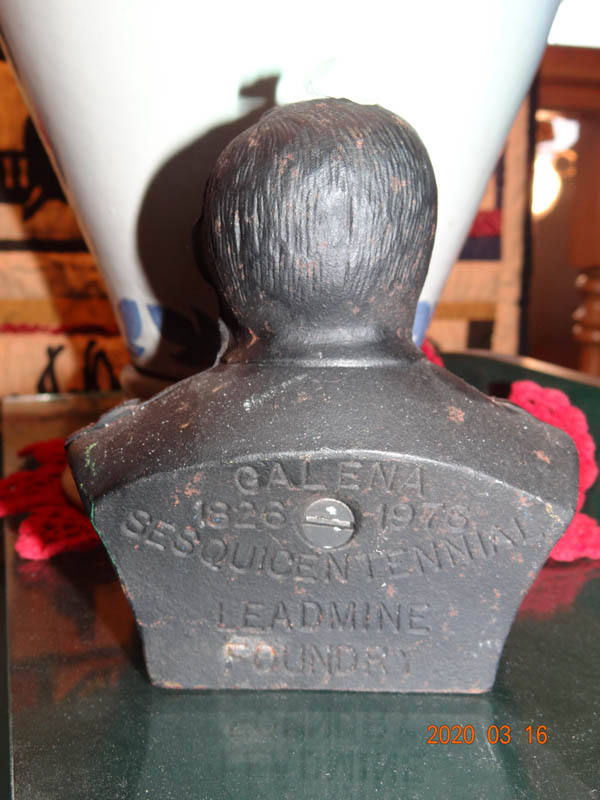 GALENA
1826 1976
SESQUICENTENNIAL
LEADMINE
FOUNDRY
2020 03 16